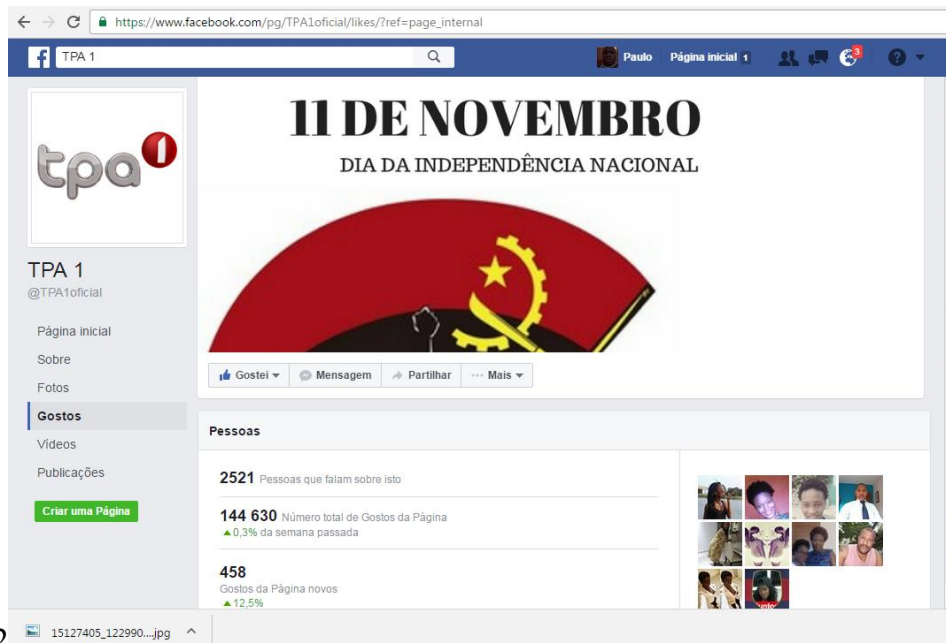 https://www.facebook.com/pg/TPA1oficial/likes/?ref=page_internal
TPA 1
Paulo Página inicial 1 3
11 DE NOVEMBRO
DIA DA INDEPENDÊNCIA NACIONAL
tpa 1
TPA 1
@TPA1oficial
Página inicial
Sobre
Fotos
Gostos
Vídeos
Publicações
Criar uma Página
Gostei Mensagem Partilhar Mais
Pessoas
2521 Pessoas que falam sobre isto
144 630 Número total de Gostos da Página
0,3% da semana passada
458
Gostos da Página novos
12,5%
15127405_122990....jpg